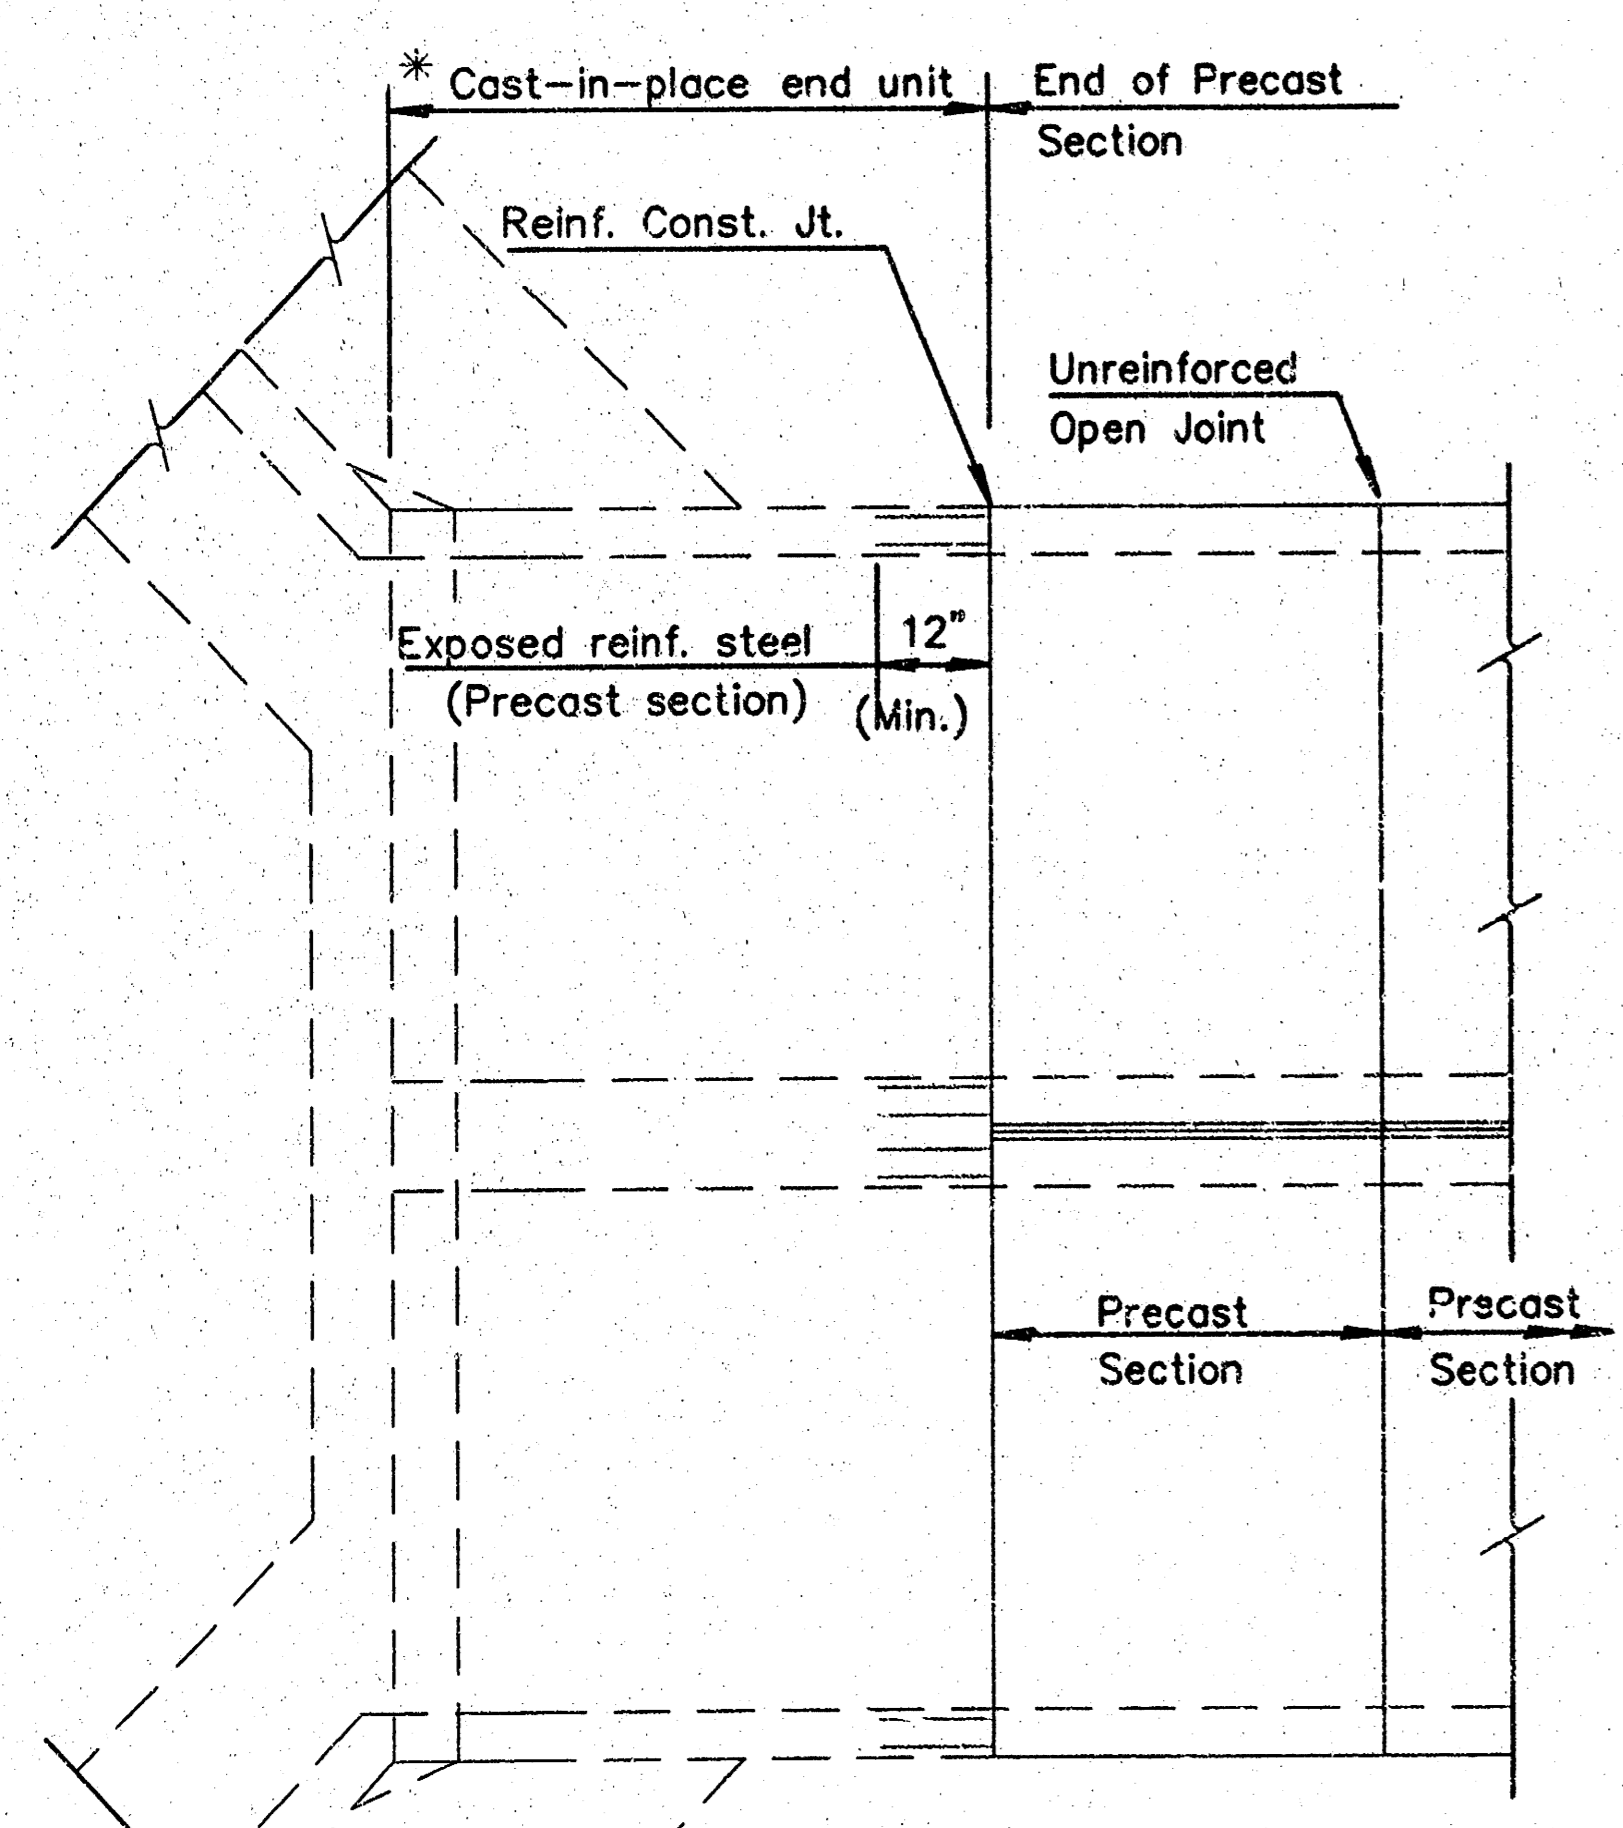 * Cast-in-place end unit
End of Precast
Section
Reinf. Const. Jt.
Unreinforced
Open Joint
Exposed reinf. steel
(Precast section)
12"
(Min.)
Precast
Section
Precast
Section